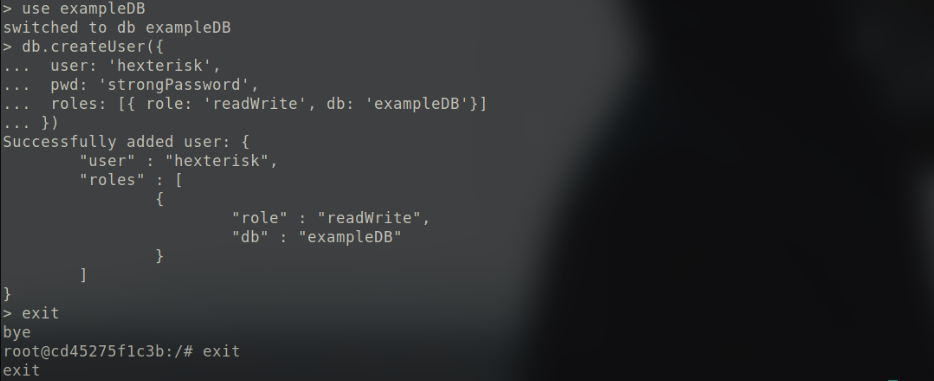 > use exampleDB
switched to db exampleDB
> db.createUser({
...  user: 'hexterisk',
...  pwd: 'strongPassword',
...  roles: [{ role: 'readWrite', db: 'exampleDB'}]
... })
Successfully added user: {
        "user" : "hexterisk",
        "roles" : [
                {
                        "role" : "readWrite",
                        "db" : "exampleDB"
                }
        ]
}
> exit
bye
root@cd45275f1c3b:/# exit
exit